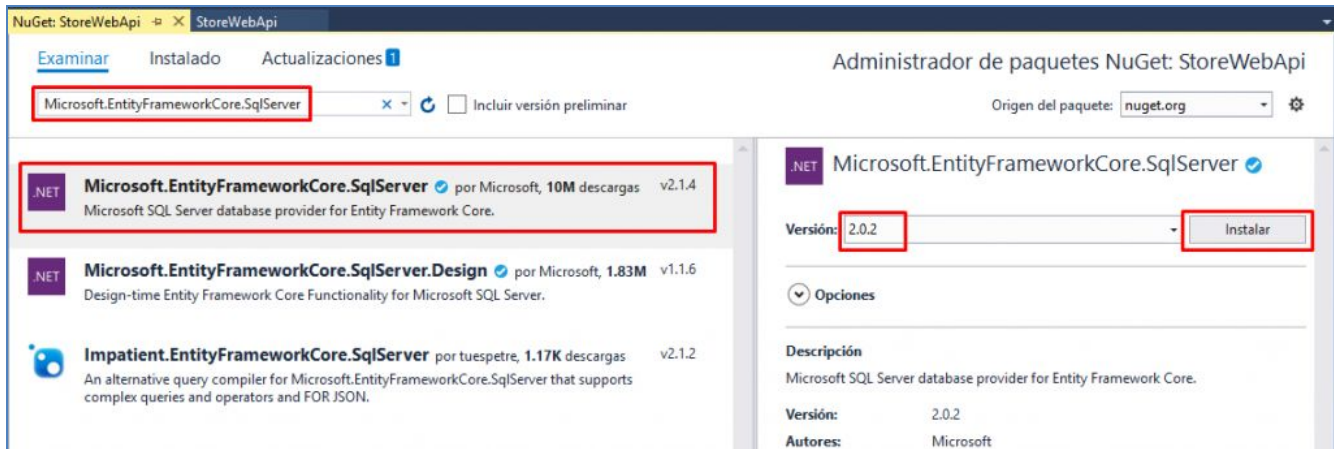 NuGet: StoreWebApi StoreWebApi
Examinar Instalado Actualizaciones 1
Administrador de paquetes NuGet: StoreWebApi
Microsoft.EntityFrameworkCore.SqlServer Incluir versión preliminar
Origen del paquete: nuget.org
.NET Microsoft.EntityFrameworkCore.SqlServer por Microsoft, 10M descargas v2.1.4
Microsoft SQL Server database provider for Entity Framework Core.
.NET Microsoft.EntityFrameworkCore.SqlServer.Design por Microsoft, 1.83M v1.1.6
Design-time Entity Framework Core Functionality for Microsoft SQL Server.
Impatient.EntityFrameworkCore.SqlServer por tuespetre, 1.17K descargas v2.1.2
An alternative query compiler for Microsoft.EntityFrameworkCore.SqlServer that supports
complex queries and operators and FOR JSON.
.NET Microsoft.EntityFrameworkCore.SqlServer
Versión: 2.0.2 Instalar
Opciones
Descripción
Microsoft SQL Server database provider for Entity Framework Core.
Versión: 2.0.2
Autores: Microsoft